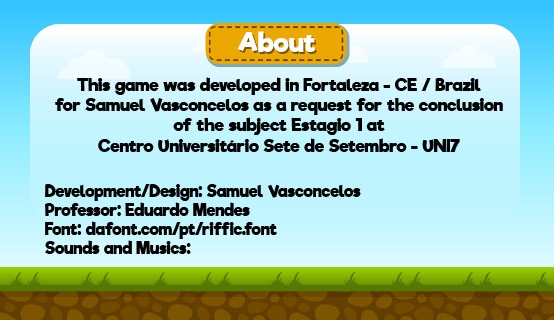 About
This game was developed in Fortaleza - CE / Brazil
for Samuel Vasconcelos as a request for the conclusion
of the subject Estagio 1 at
Centro Universitário Sete de Setembro - UNI7
Development/Design: Samuel Vasconcelos
Professor: Eduardo Mendes
Font: dafont.com/pt/riffic.font
Sounds and Musics: